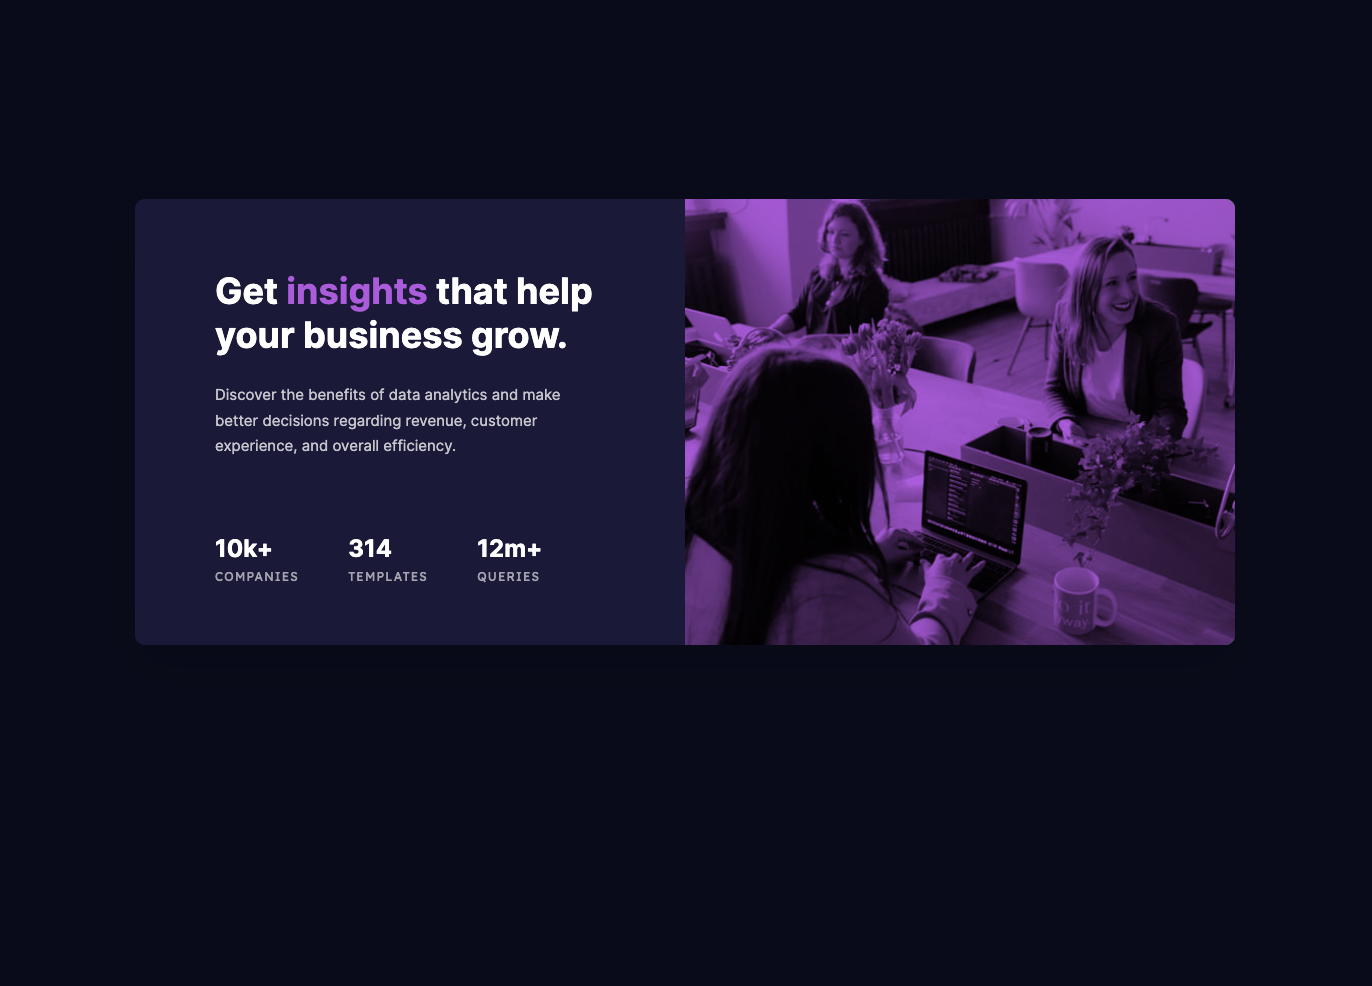 Get insights that help
your business grow.
Discover the benefits of data analytics and make
better decisions regarding revenue, customer
experience, and overall efficiency.
10k+ 314 12m+
COMPANIES TEMPLATES QUERIES